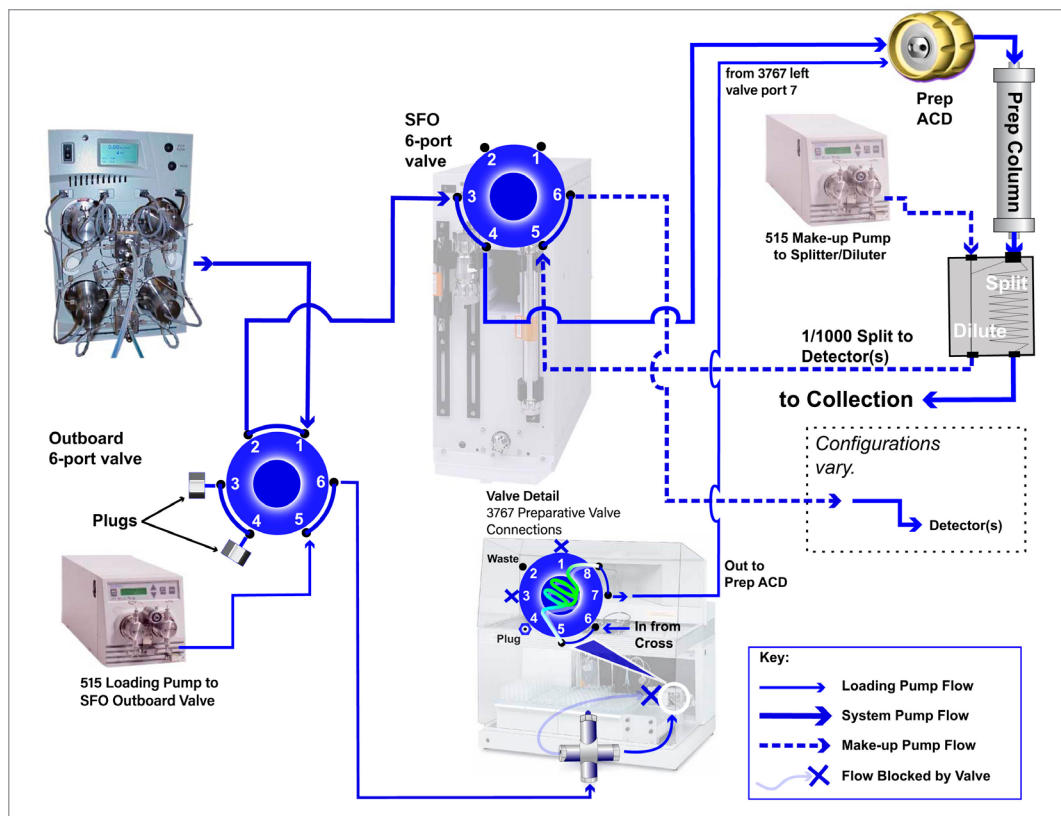 from 3767 left
valve port 7
Prep
ACD
Prep Column
SFO
6-port
valve
2
1
3
6
4
5
515 Make-up Pump
to Splitter/Diluter
Split
Dilute
1/1000 Split to
Detector(s)
to Collection
Outboard
6-port valve
2
1
3
6
4
5
Plugs
Configurations
vary.
Detector(s)
Valve Detail
3767 Preparative Valve
Connections
Waste
1
2
8
3
7
4
6
5
Plug
Out to
Prep ACD
In from
Cross
515 Loading Pump to
SFO Outboard Valve
Key:
Loading Pump Flow
System Pump Flow
Make-up Pump Flow
Flow Blocked by Valve